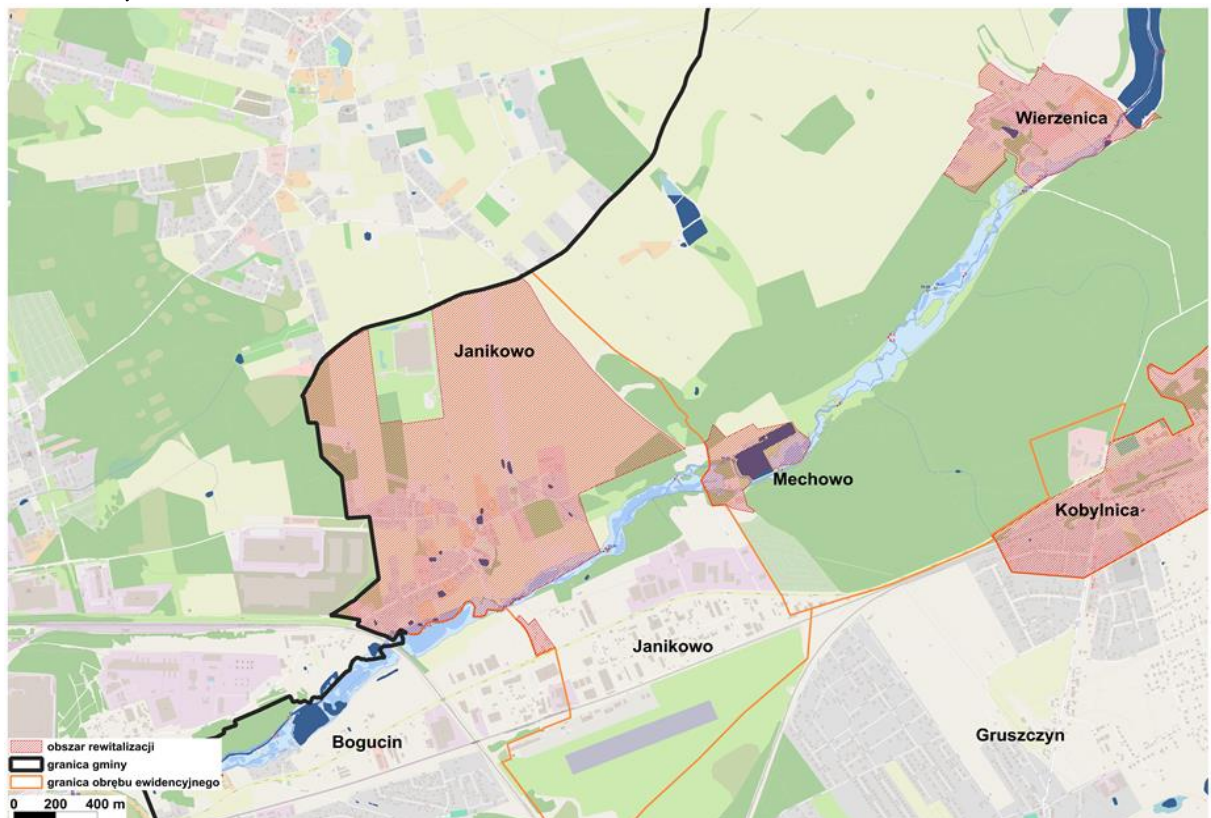 Wierzenica
Janikowo
Mechowo
Kobylnica
Janikowo
Gruszczyn
Bogucin
obszar rewitalizacji
granica gminy
granica obrębu ewidencyjnego
0 200 400 m